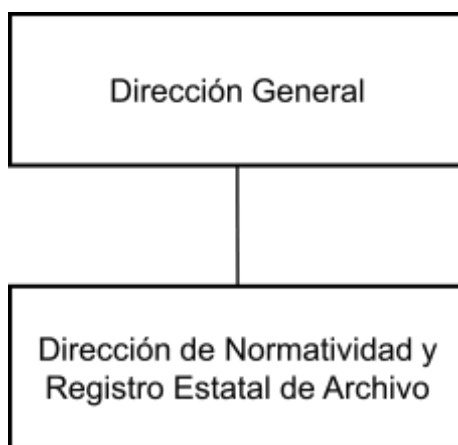 Dirección General
Dirección de Normatividad y
Registro Estatal de Archivo